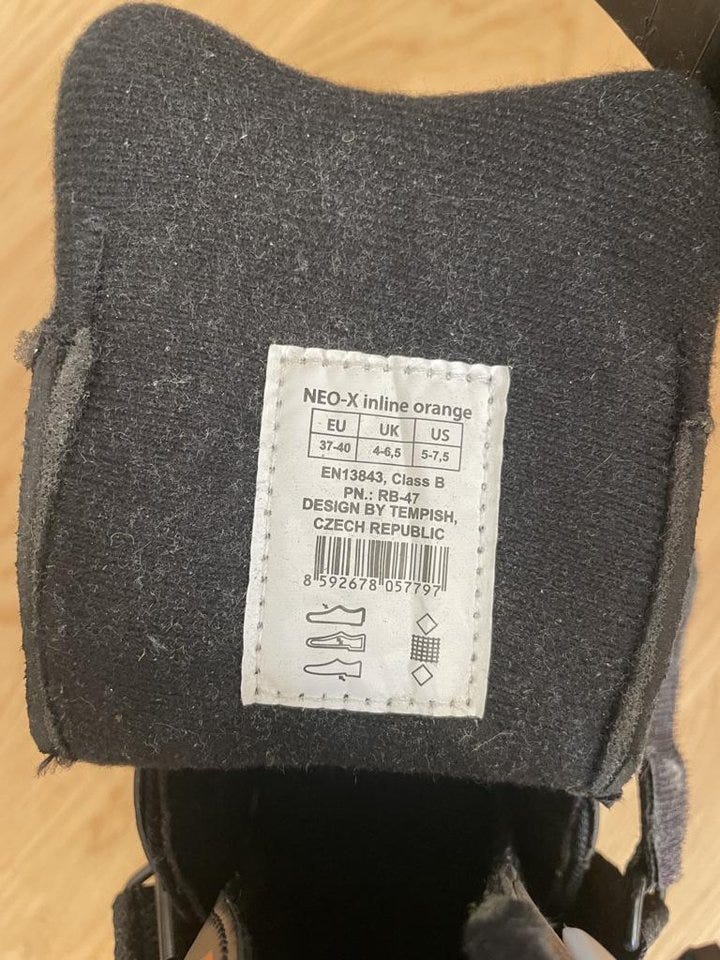 NEO-X inline orange
EU UK US
37-40 4-6,5 5-7,5
EN13843, Class B
PN.: RB-47
DESIGN BY TEMPISH,
CZECH REPUBLIC
8 592678 057797